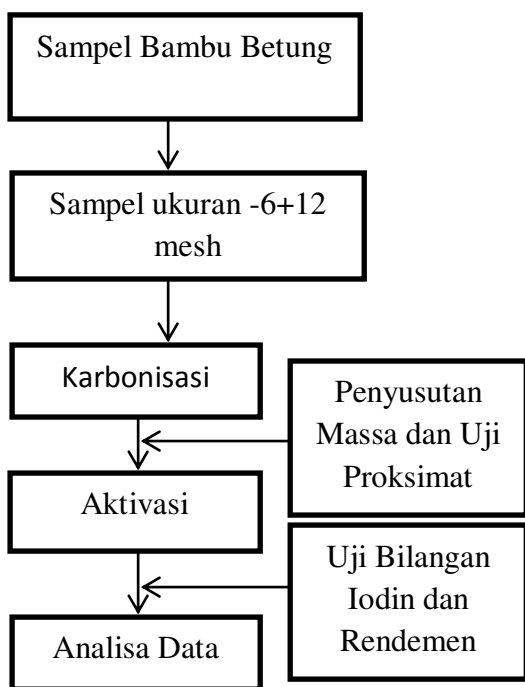 Sampel Bambu Betung
Sampel ukuran -6+12
mesh
Karbonisasi
Penyusutan
Massa dan Uji
Proksimat
Aktivasi
Uji Bilangan
Iodin dan
Rendemen
Analisa Data